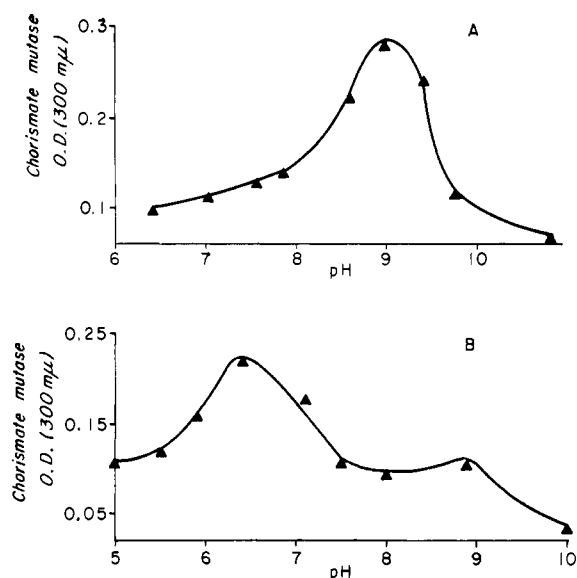 A
Chorismate mutase
O.D. (300 mμ)
0.3
0.2
0.1
6 7 8 9 10
pH
B
Chorismate mutase
O.D. (300 mμ)
0.25
0.15
0.05
5 6 7 8 9 10
pH